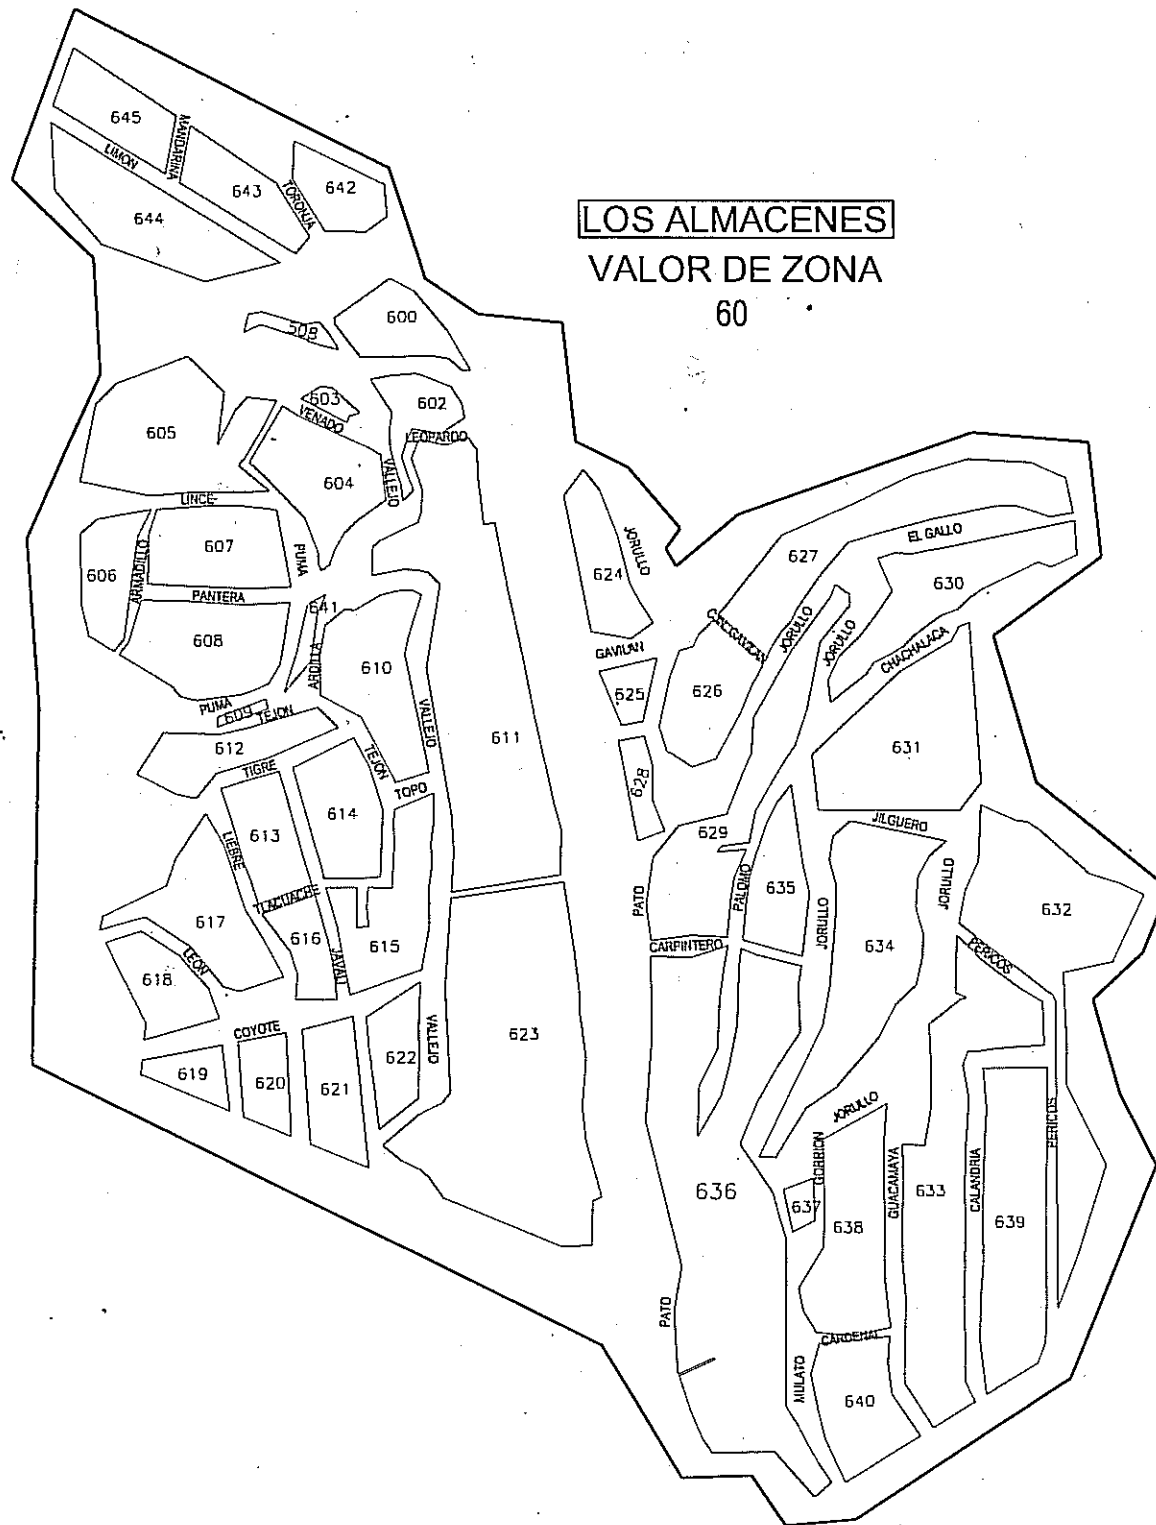 645
MANDARINA
LIMON
643
TORONJA
642
644
LOS ALMACENES
VALOR DE ZONA
60
600
603
VENADO
602
605
LEOPARDO
604
VALLEJO
LINCE
606
ARMADILLO
607
PUMA
PANTERA
608
641
ARDILLA
610
VALLEJO
611
PUMA
609
TEJON
612
TIGRE
TEJON
TOPO
614
613
LIEBRE
TLACUACHE
617
616
615
JAVALI
LEON
618
COYOTE
619
620
621
622
VALLEJO
623
624
JORULLO
627
EL GALLO
630
GAVILAN
JORULLO
JORULLO
CHACHALACA
625
626
631
628
629
JILGUERO
PATO
PALOMO
635
JORULLO
JORULLO
632
CARPINTERO
634
PERICOS
JORULLO
GORRION
PERICOS
636
637
638
GUACAMAYA
633
CALANDRIA
639
PATO
CARDENAL
MULATO
640